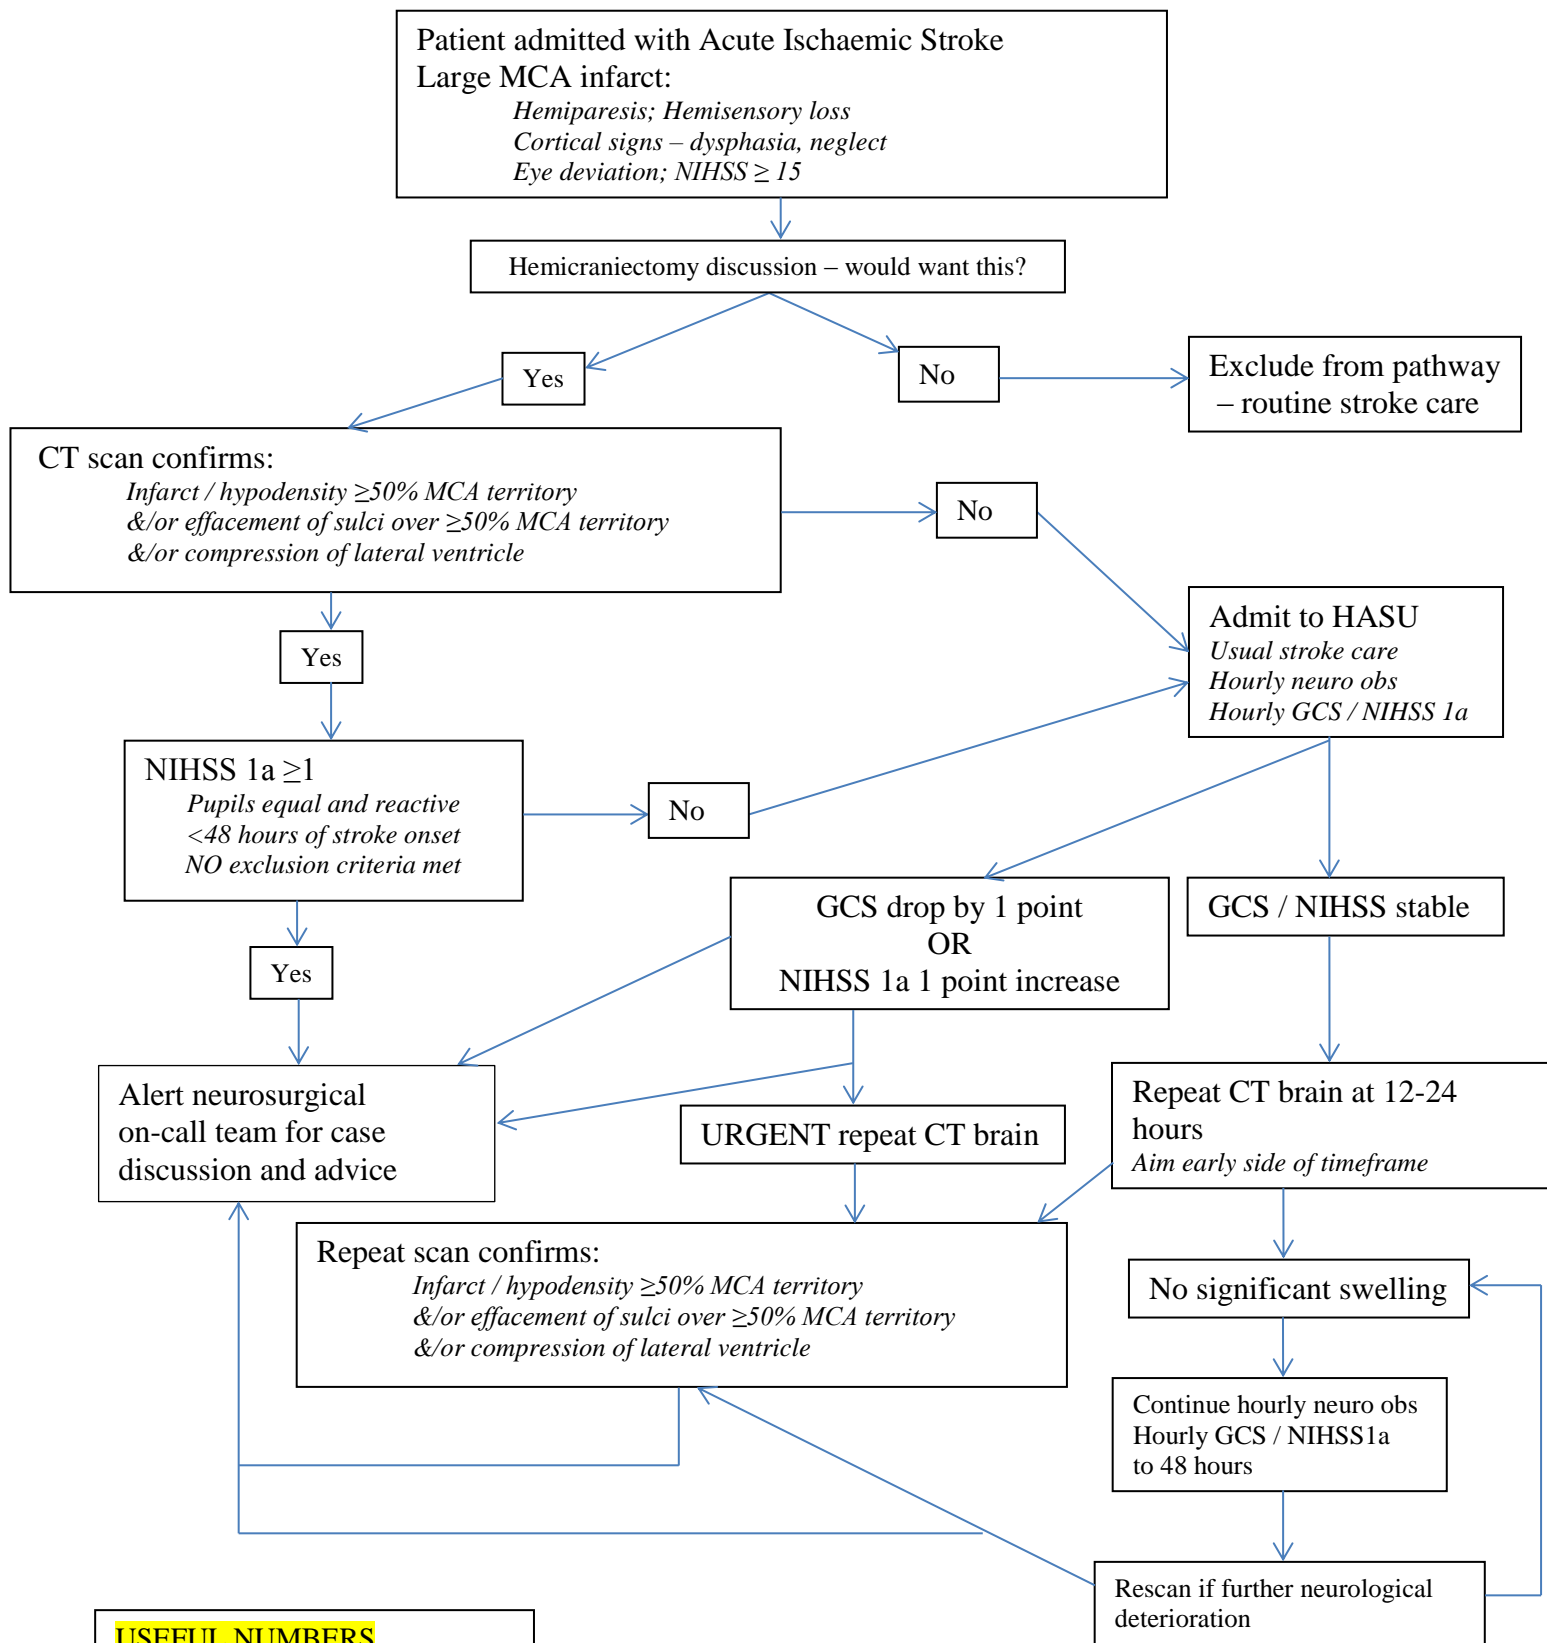 Patient admitted with Acute Ischaemic Stroke
Large MCA infarct:
Hemiparesis; Hemisensory loss
Cortical signs – dysphasia, neglect
Eye deviation; NIHSS ≥ 15
Hemicraniectomy discussion – would want this?
Yes
No
Exclude from pathway
– routine stroke care
CT scan confirms:
Infarct / hypodensity ≥50% MCA territory
&/or effacement of sulci over ≥50% MCA territory
&/or compression of lateral ventricle
No
Yes
Admit to HASU
Usual stroke care
Hourly neuro obs
Hourly GCS / NIHSS 1a
NIHSS 1a ≥1
Pupils equal and reactive
<48 hours of stroke onset
NO exclusion criteria met
No
Yes
GCS drop by 1 point
OR
NIHSS 1a 1 point increase
GCS / NIHSS stable
Alert neurosurgical
on-call team for case
discussion and advice
URGENT repeat CT brain
Repeat CT brain at 12-24
hours
Aim early side of timeframe
Repeat scan confirms:
Infarct / hypodensity ≥50% MCA territory
&/or effacement of sulci over ≥50% MCA territory
&/or compression of lateral ventricle
No significant swelling
Continue hourly neuro obs
Hourly GCS / NIHSS1a
to 48 hours
Rescan if further neurological
deterioration
USEFUL NUMBERS